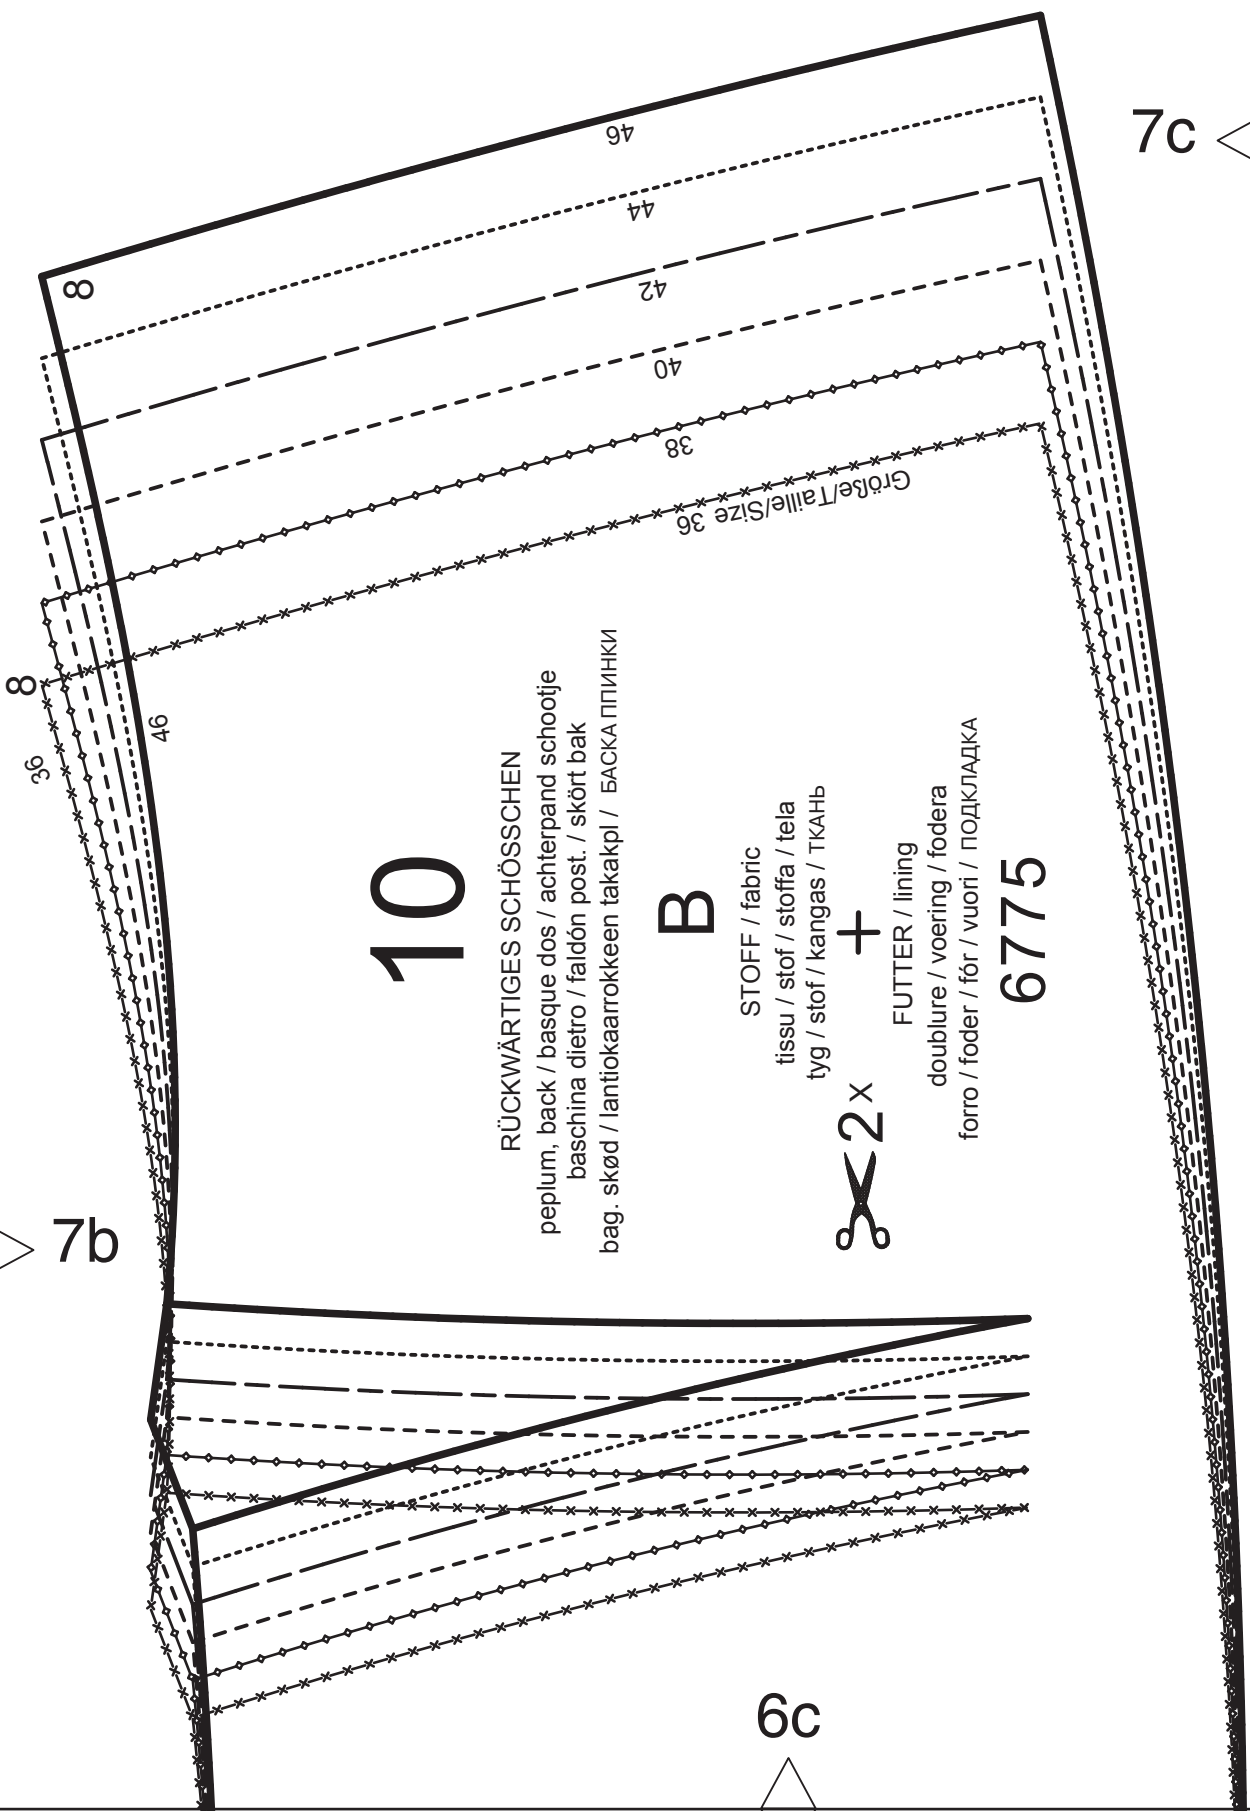 7c
46
44
42
40
38
Größe/Taille/Size 36
8
8
36
46
10
RÜCKWÄRTIGES SCHÖSSCHEN
peplum, back / basque dos / achterpand schootje
baschina dietro / faldón post. / skört bak
bag. skød / lantiokaarrokkeen takakpl / БАСКА ППИНКИ
B
STOFF / fabric
tissu / stof / stoffa / tela
tyg / stof / kangas / ТКАНЬ
+
2x
FUTTER / lining
doublure / voering / fodera
forro / foder / fór / vuori / ПОДКЛАДКА
6775
7b
6c